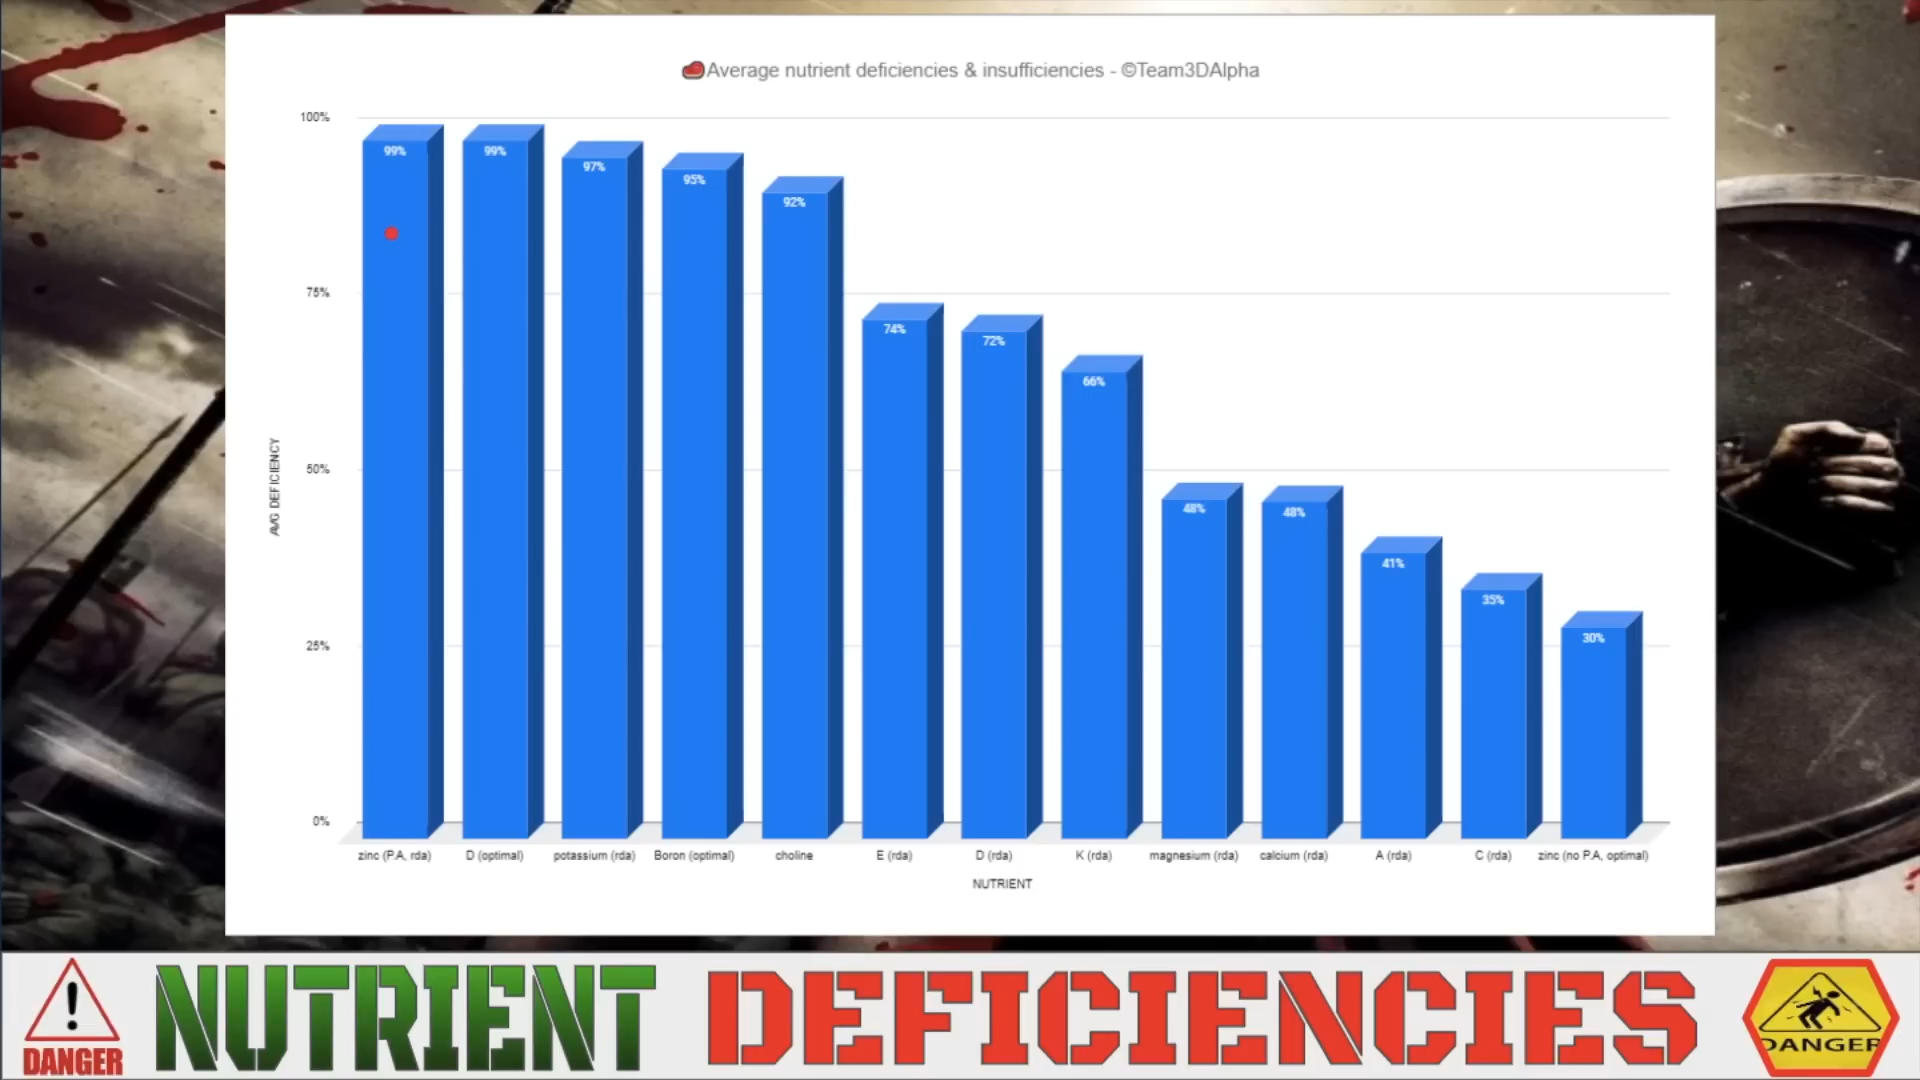 Average nutrient deficiencies & insufficiencies - ©Team3DAlpha
100%
75%
50%
25%
0%
AVG DEFICIENCY
99%
99%
97%
95%
92%
74%
72%
66%
48%
48%
41%
35%
30%
zinc (P.A, rda)
D (optimal)
potassium (rda)
Boron (optimal)
choline
E (rda)
D (rda)
K (rda)
magnesium (rda)
calcium (rda)
A (rda)
C (rda)
zinc (no P.A, optimal)
NUTRIENT
!
DANGER
NUTRIENT DEFICIENCIES
DANGER